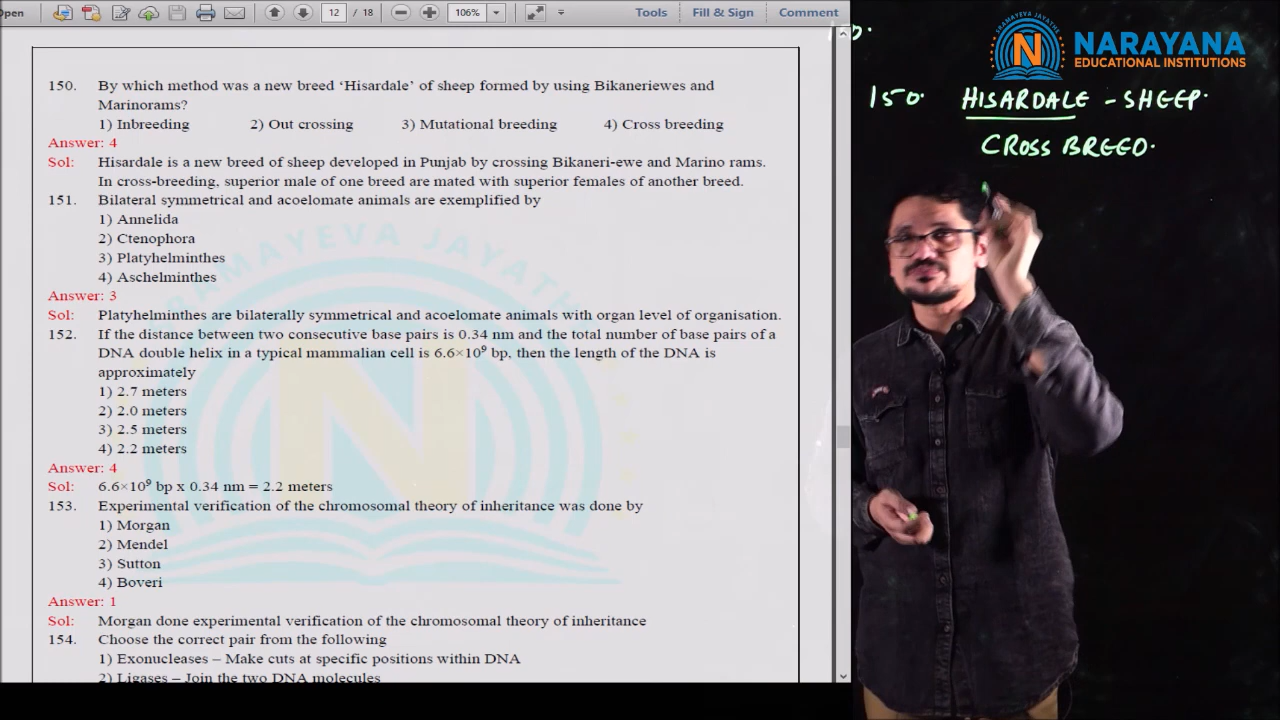 Open
12 / 18
106%
Tools
Fill & Sign
Comment
150. By which method was a new breed ‘Hisardale’ of sheep formed by using Bikaneriewes and
Marinorams?
1) Inbreeding 2) Out crossing 3) Mutational breeding 4) Cross breeding
Answer: 4
Sol: Hisardale is a new breed of sheep developed in Punjab by crossing Bikaneri-ewe and Marino rams.
In cross-breeding, superior male of one breed are mated with superior females of another breed.
151. Bilateral symmetrical and acoelomate animals are exemplified by
1) Annelida
2) Ctenophora
3) Platyhelminthes
4) Aschelminthes
Answer: 3
Sol: Platyhelminthes are bilaterally symmetrical and acoelomate animals with organ level of organisation.
152. If the distance between two consecutive base pairs is 0.34 nm and the total number of base pairs of a
DNA double helix in a typical mammalian cell is 6.6×10⁹ bp, then the length of the DNA is
approximately
1) 2.7 meters
2) 2.0 meters
3) 2.5 meters
4) 2.2 meters
Answer: 4
Sol: 6.6×10⁹ bp x 0.34 nm = 2.2 meters
153. Experimental verification of the chromosomal theory of inheritance was done by
1) Morgan
2) Mendel
3) Sutton
4) Boveri
Answer: 1
Sol: Morgan done experimental verification of the chromosomal theory of inheritance
154. Choose the correct pair from the following
1) Exonucleases – Make cuts at specific positions within DNA
2) Ligases – Join the two DNA molecules
SRAMAYEVA JAYATHE
N
SRAMAYEVA JAYATHE
N
NARAYANA
EDUCATIONAL INSTITUTIONS
150. HISARDALE - SHEEP.
CROSS BREED.